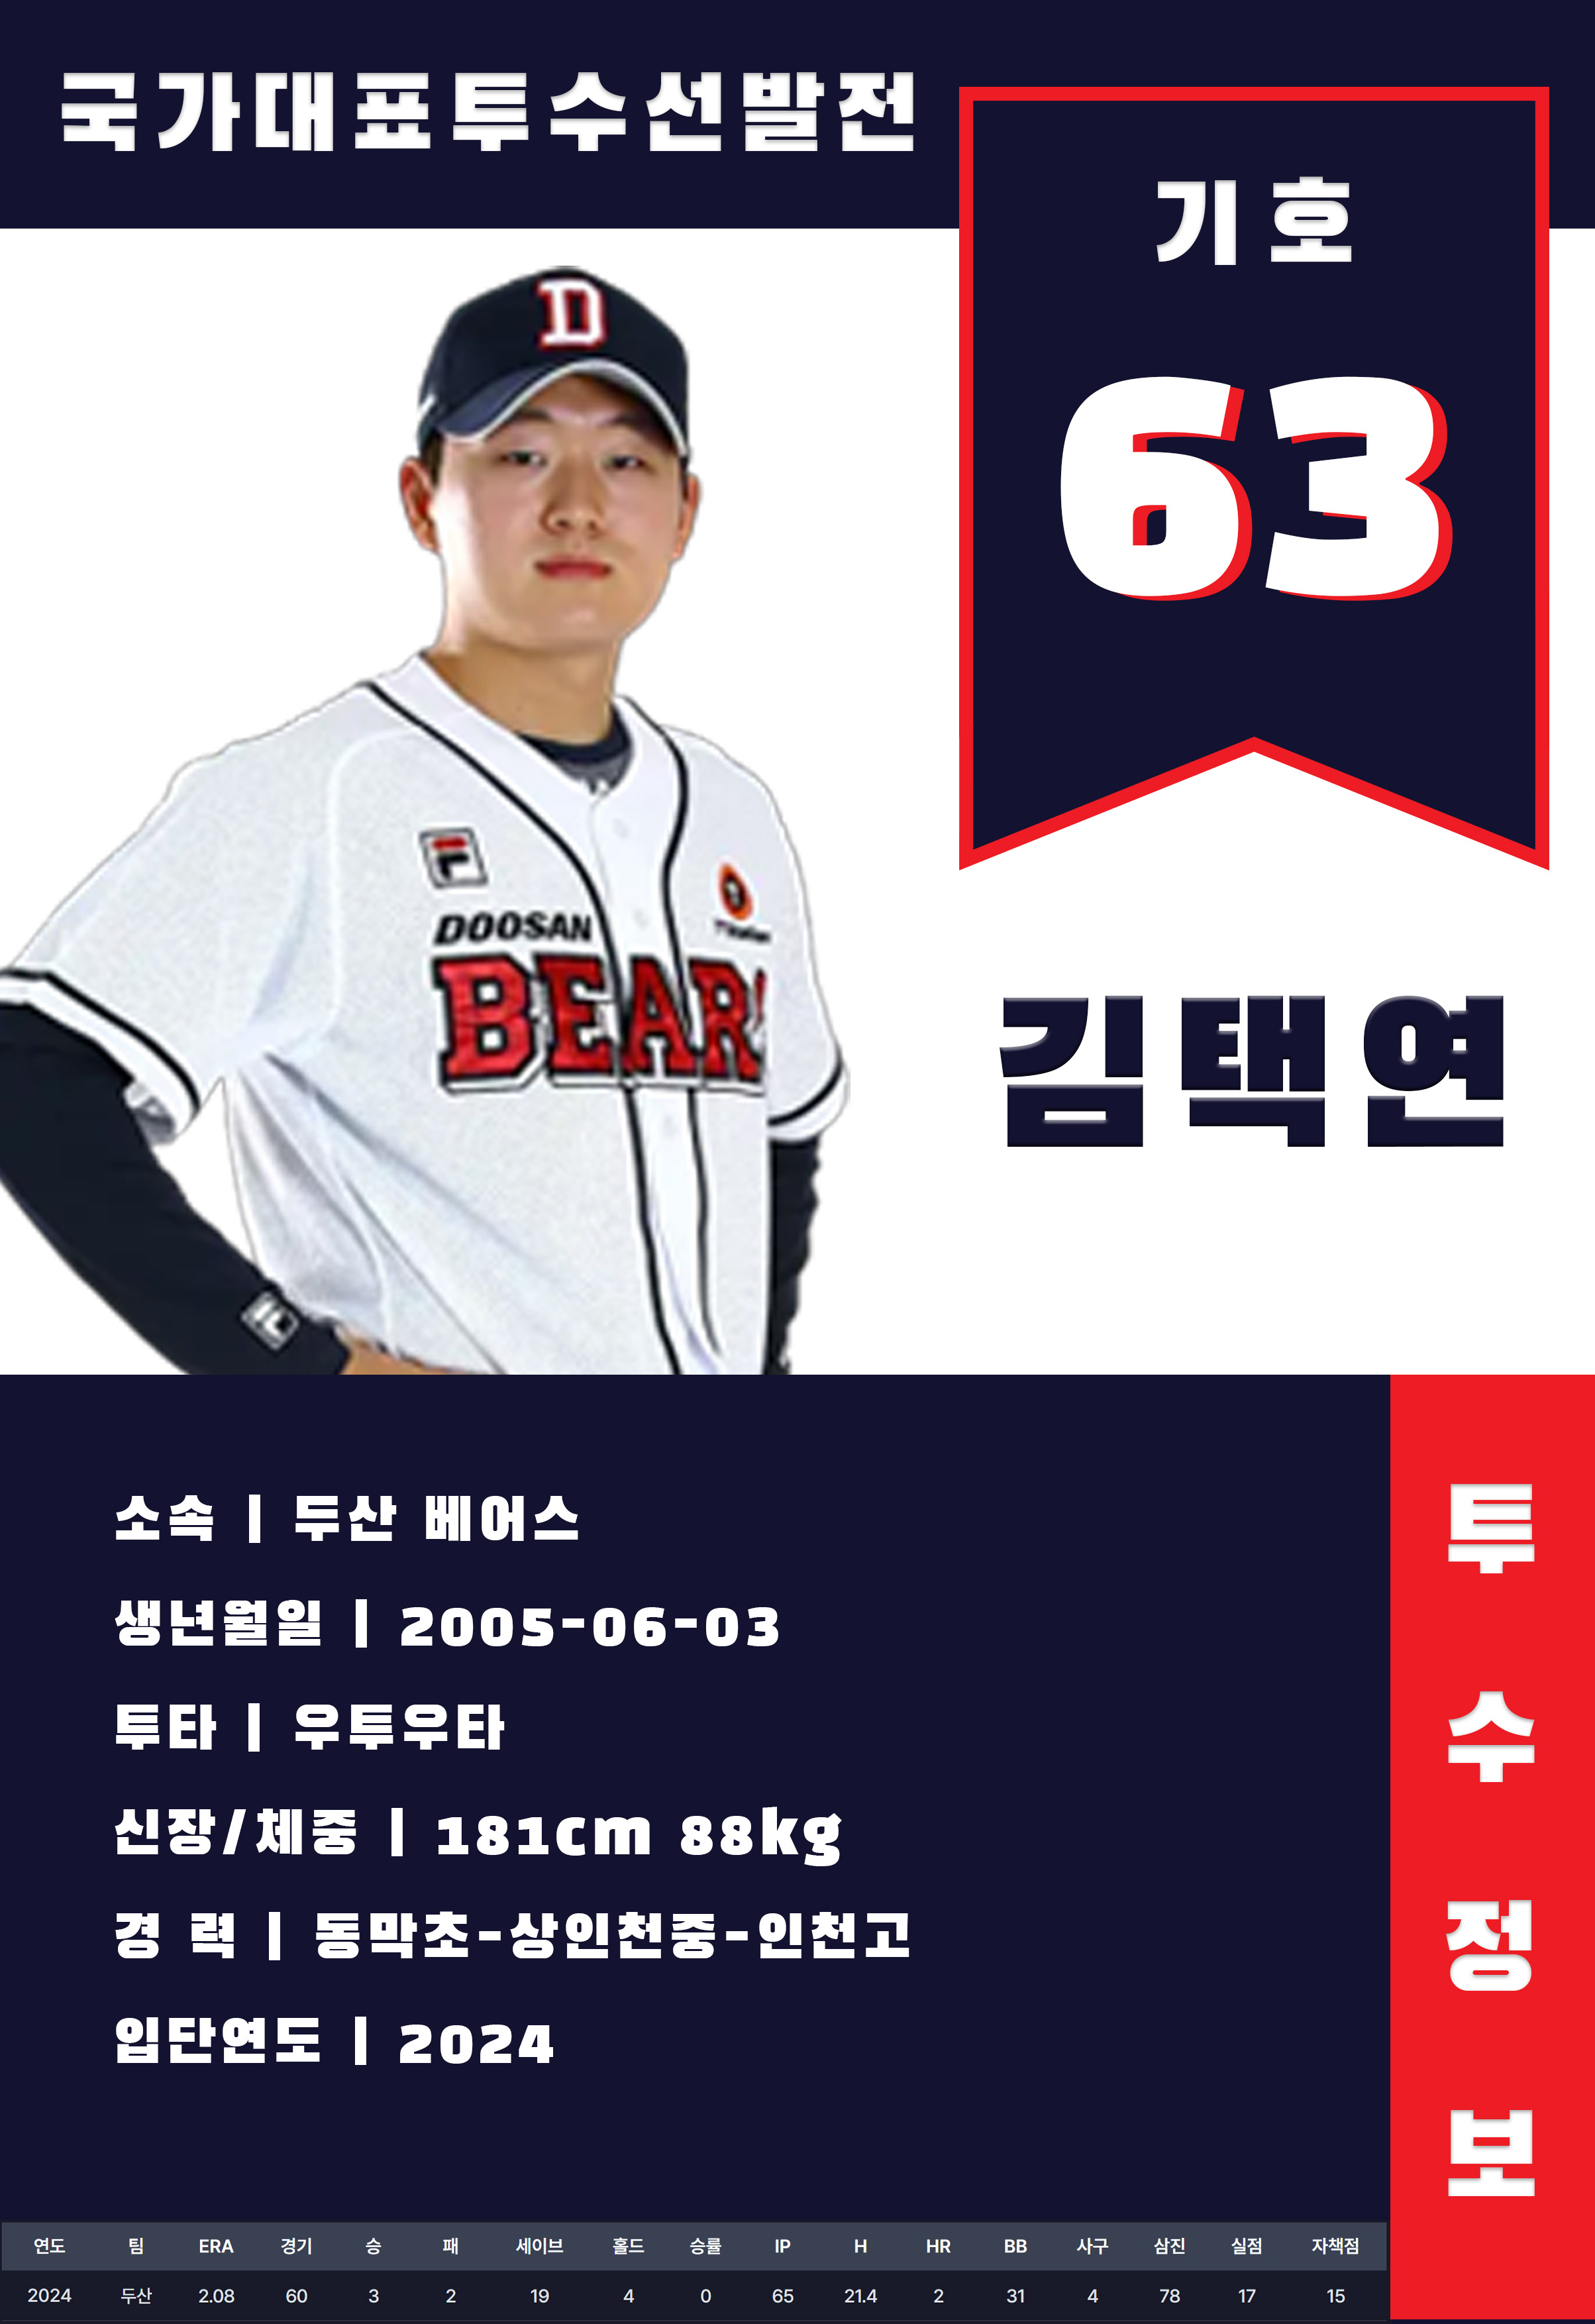 국가대표투수선발전
기호
63
D
F
DOOSAN
BEAR
김택연
소속 | 두산 베어스
생년월일 | 2005-06-03
투타 | 우투우타
신장/체중 | 181cm 88kg
경 력 | 동막초-상인천중-인천고
입단연도 | 2024
투
수
정
보
연도 팀 ERA 경기 승 패 세이브 홀드 승률 IP H HR BB 사구 삼진 실점 자책점
2024 두산 2.08 60 3 2 19 4 0 65 21.4 2 31 4 78 17 15